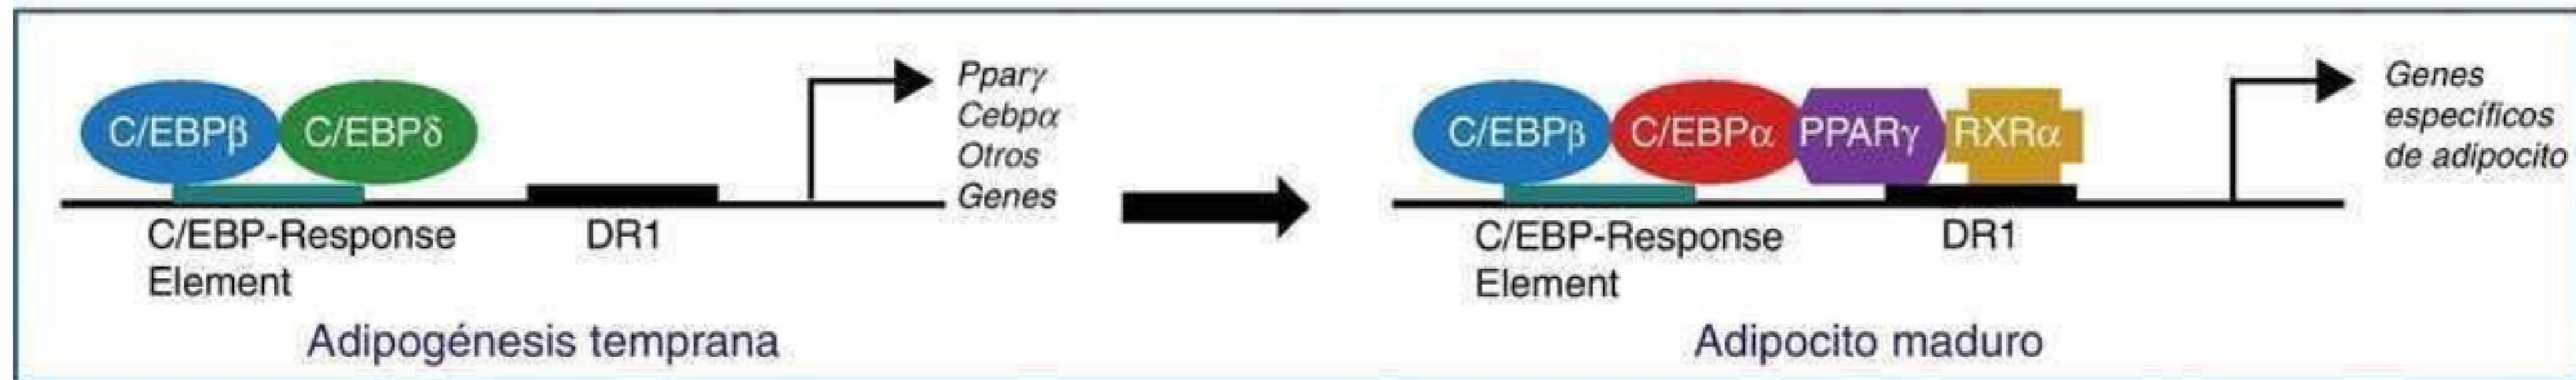 C/EBPβ
C/EBPδ
Pparγ
Cebpα
Otros
Genes
C/EBP-Response
Element
DR1
Adipogénesis temprana
C/EBPβ
C/EBPα
PPARγ
RXRα
Genes
específicos
de adipocito
C/EBP-Response
Element
DR1
Adipocito maduro